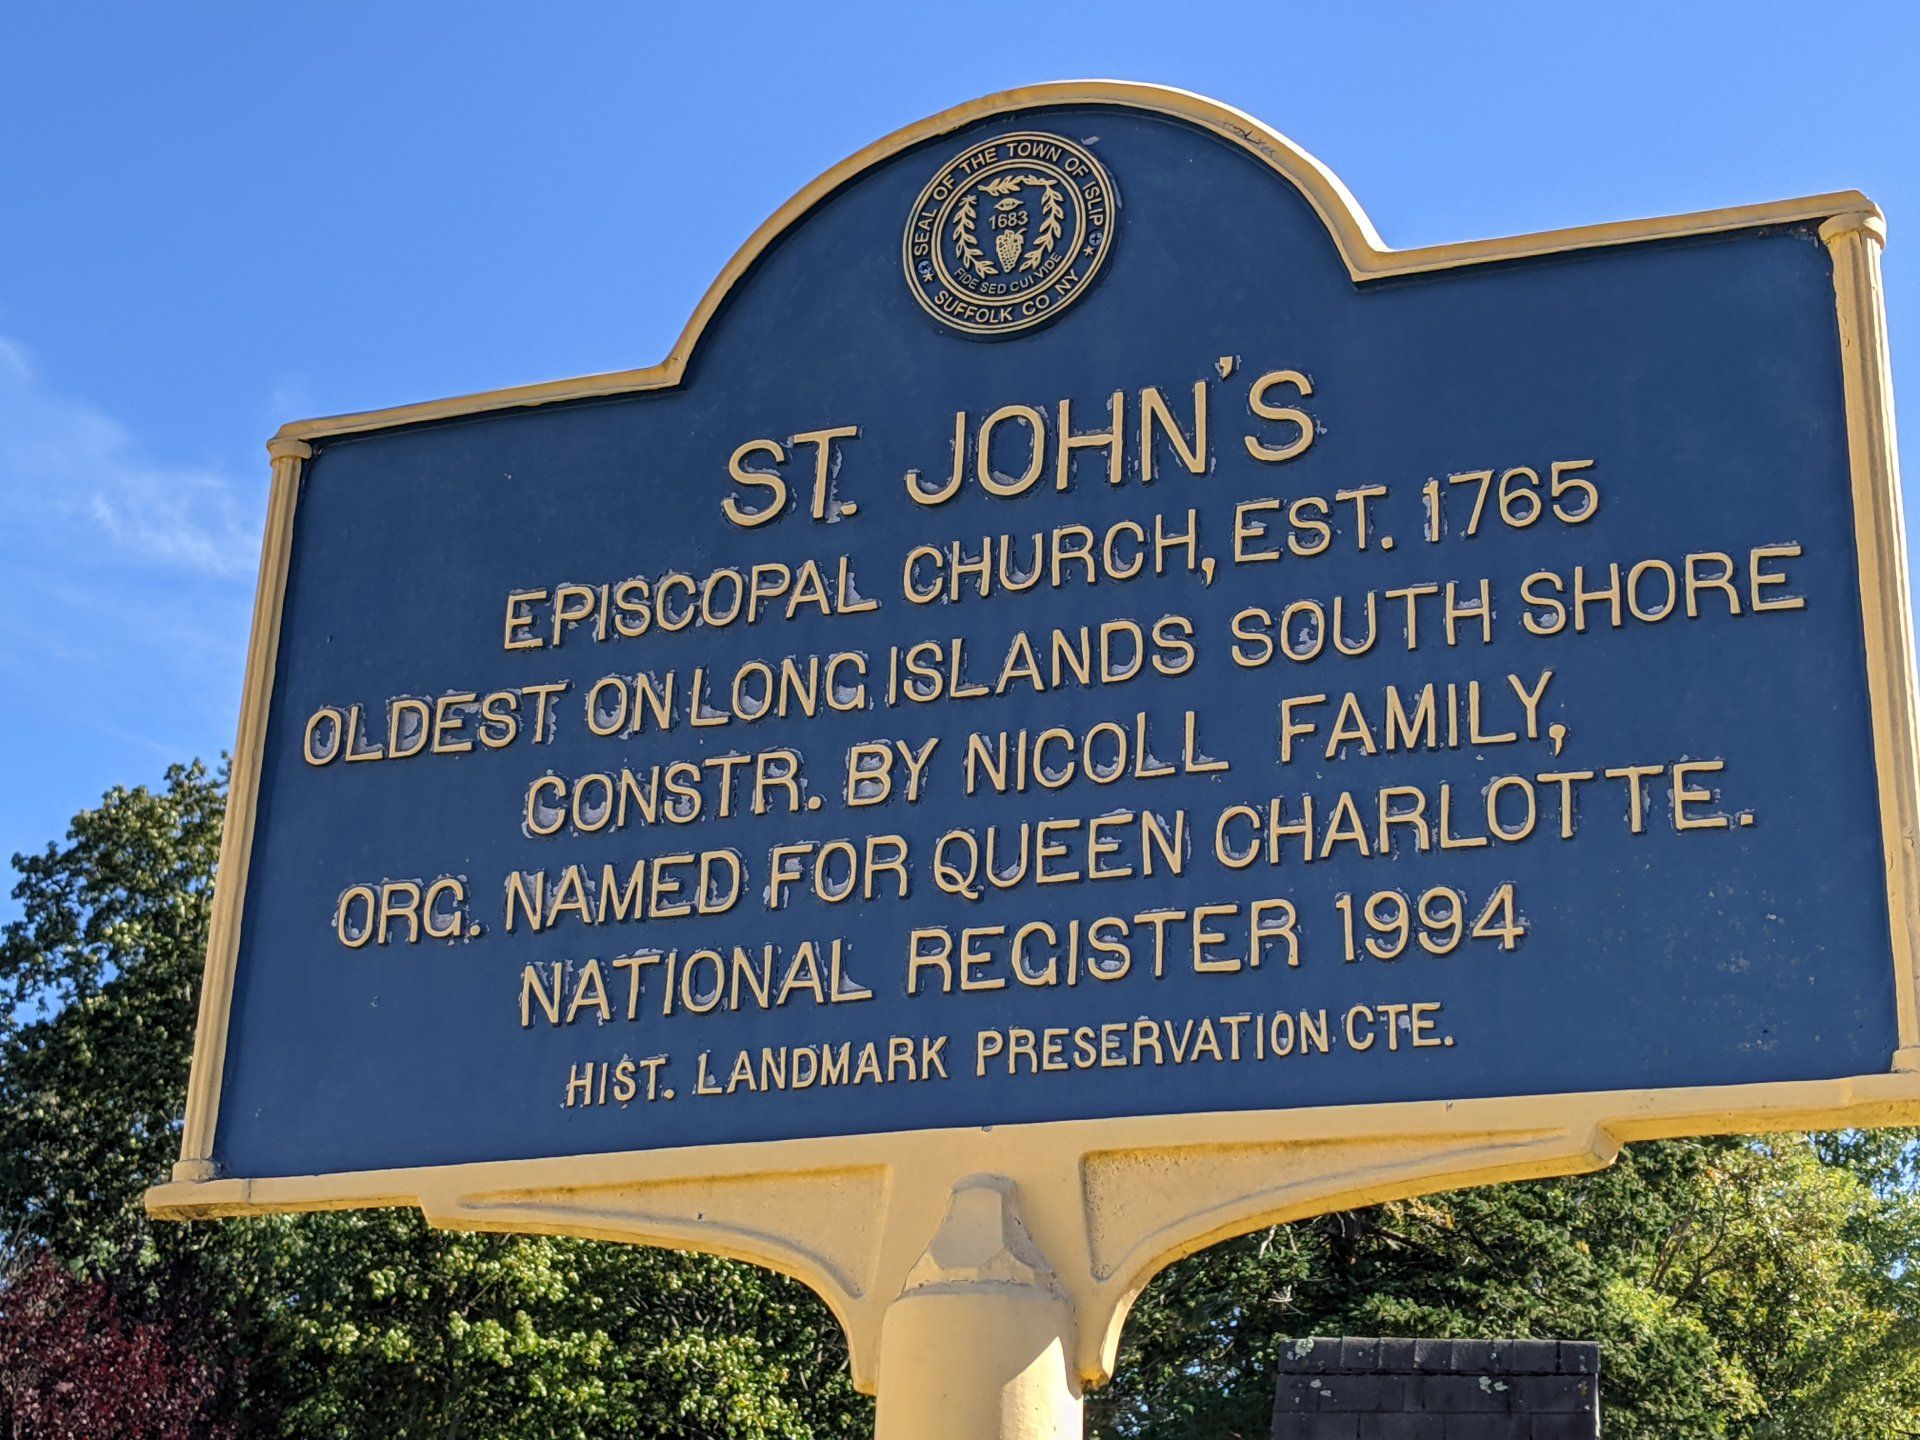 SEAL OF THE TOWN OF ISLIP
1683
FIDE SED CUI VIDE
SUFFOLK CO NY
ST. JOHN'S
EPISCOPAL CHURCH, EST. 1765
OLDEST ON LONG ISLANDS SOUTH SHORE
CONSTR. BY NICOLL FAMILY,
ORG. NAMED FOR QUEEN CHARLOTTE.
NATIONAL REGISTER 1994
HIST. LANDMARK PRESERVATION CTE.